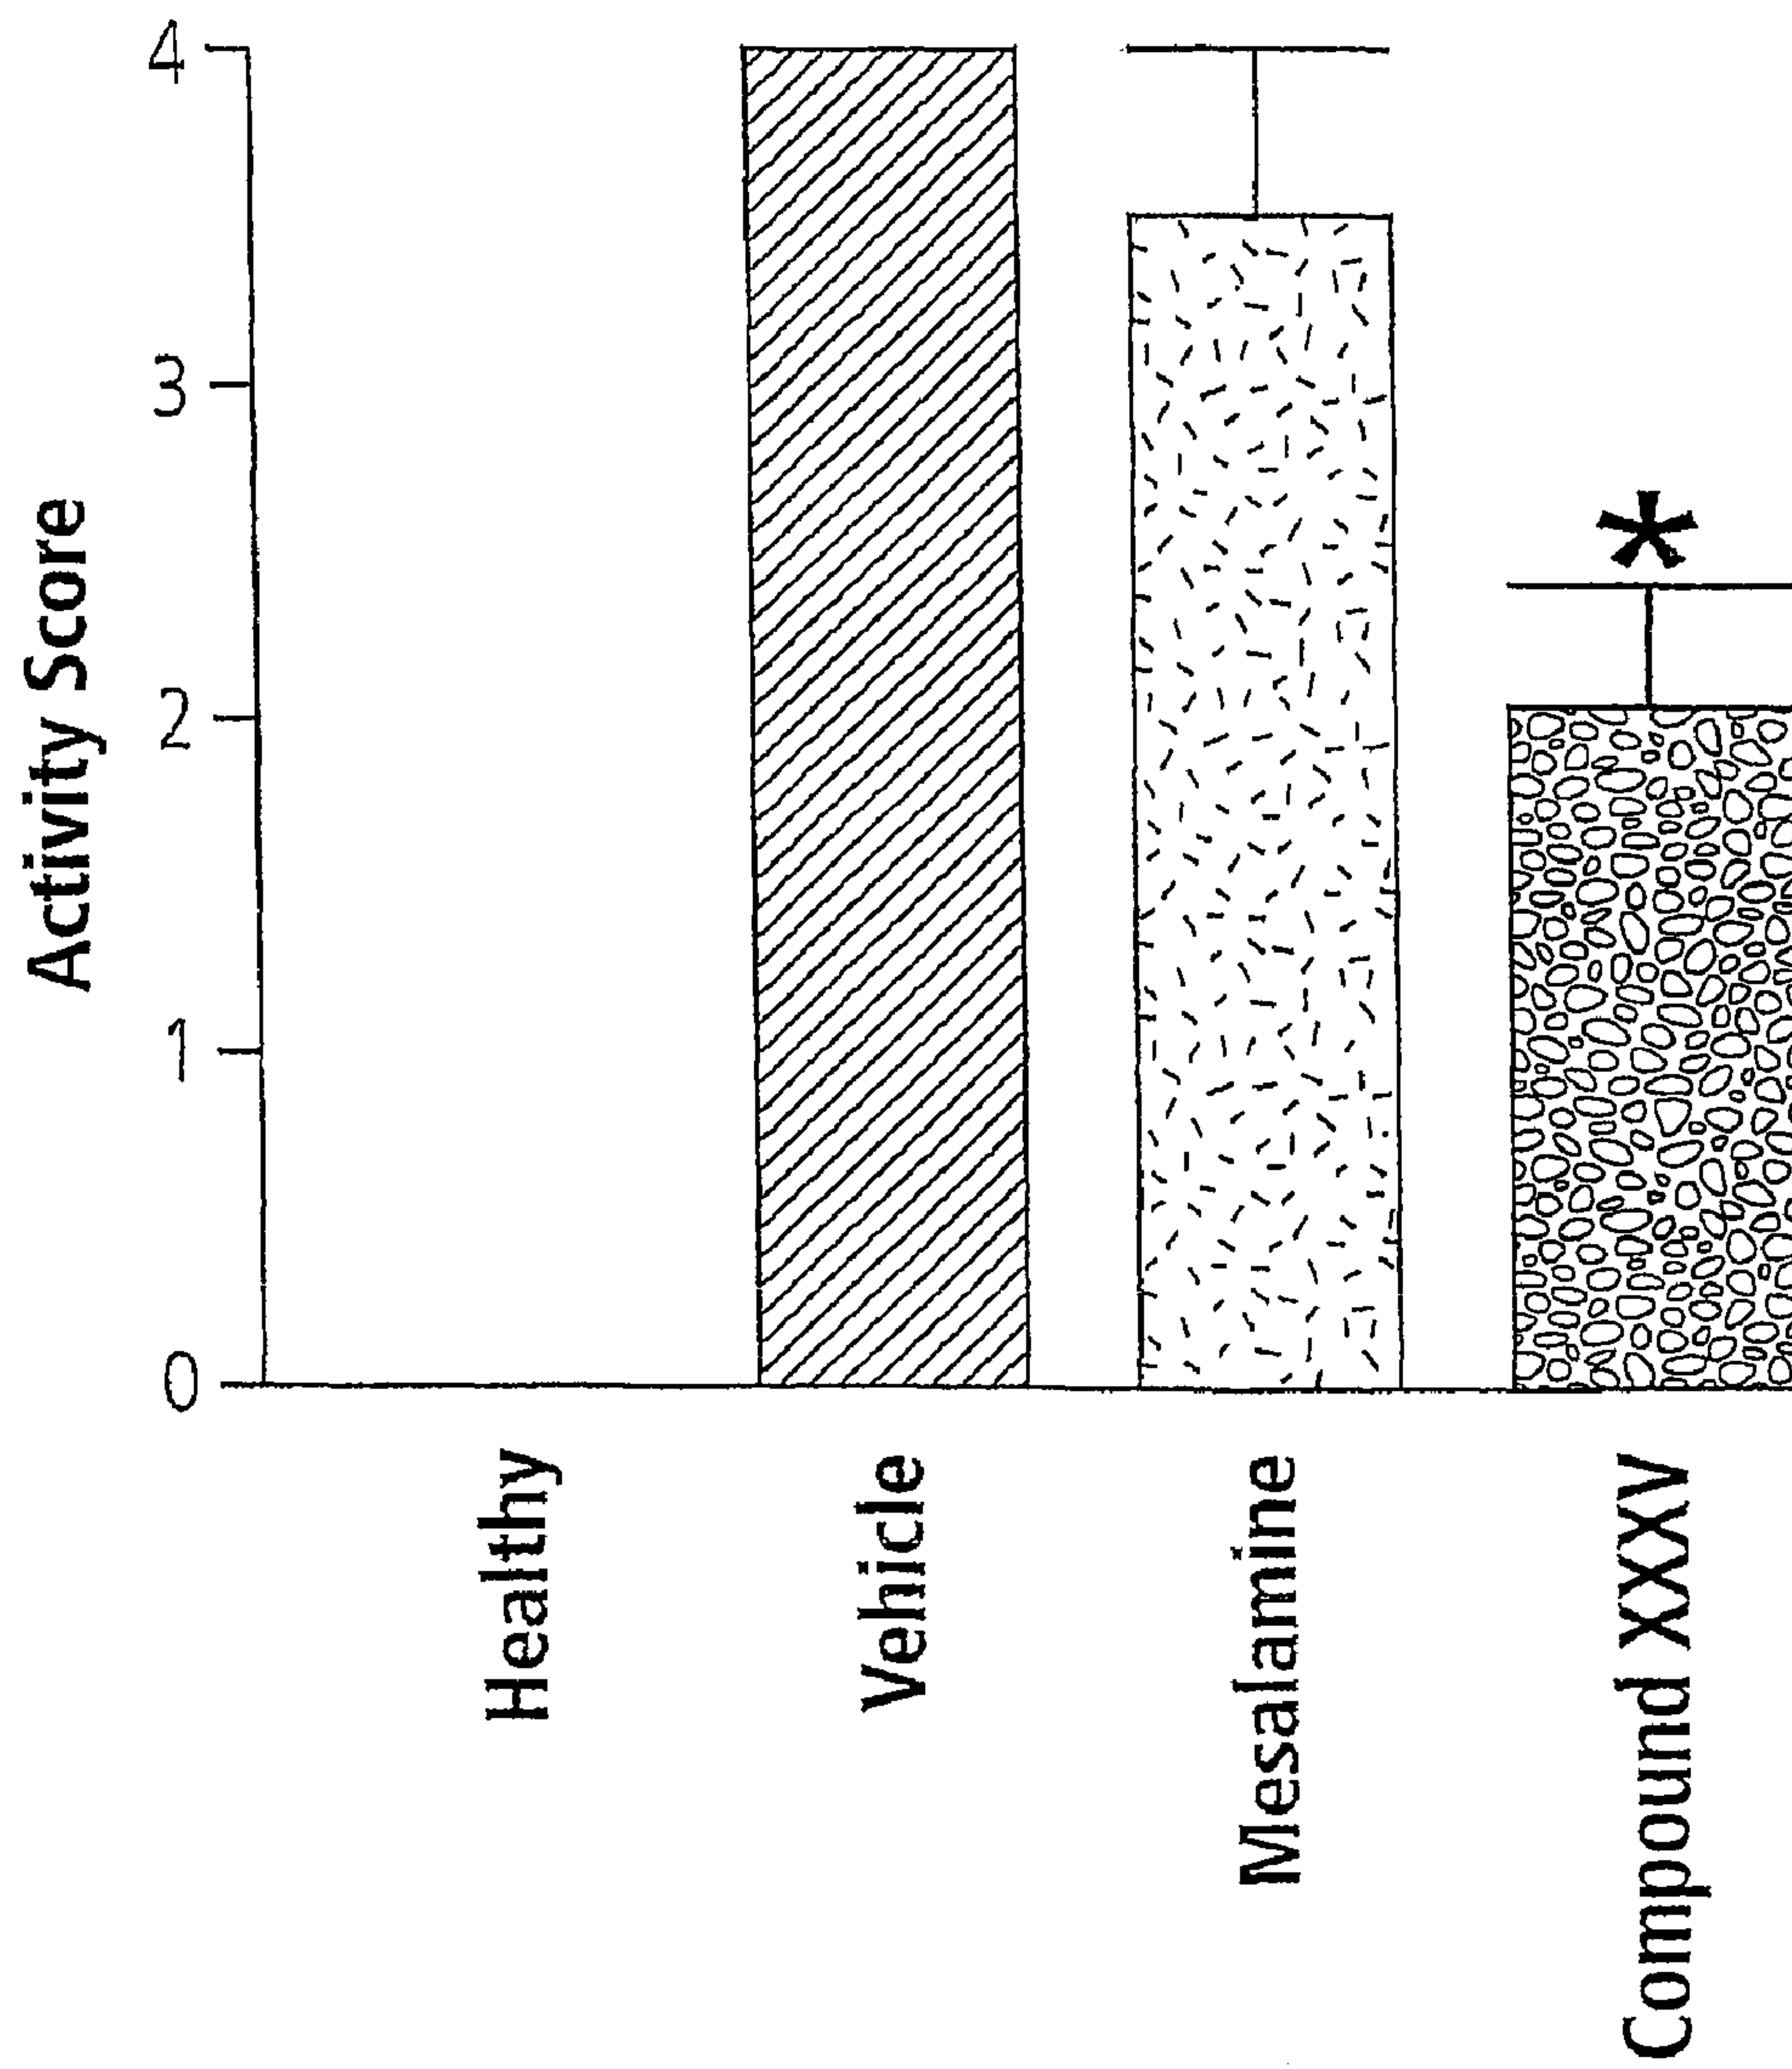 Activity Score
4
3
2
1
0
*
Healthy
Vehicle
Mesalamine
Compound XXXV